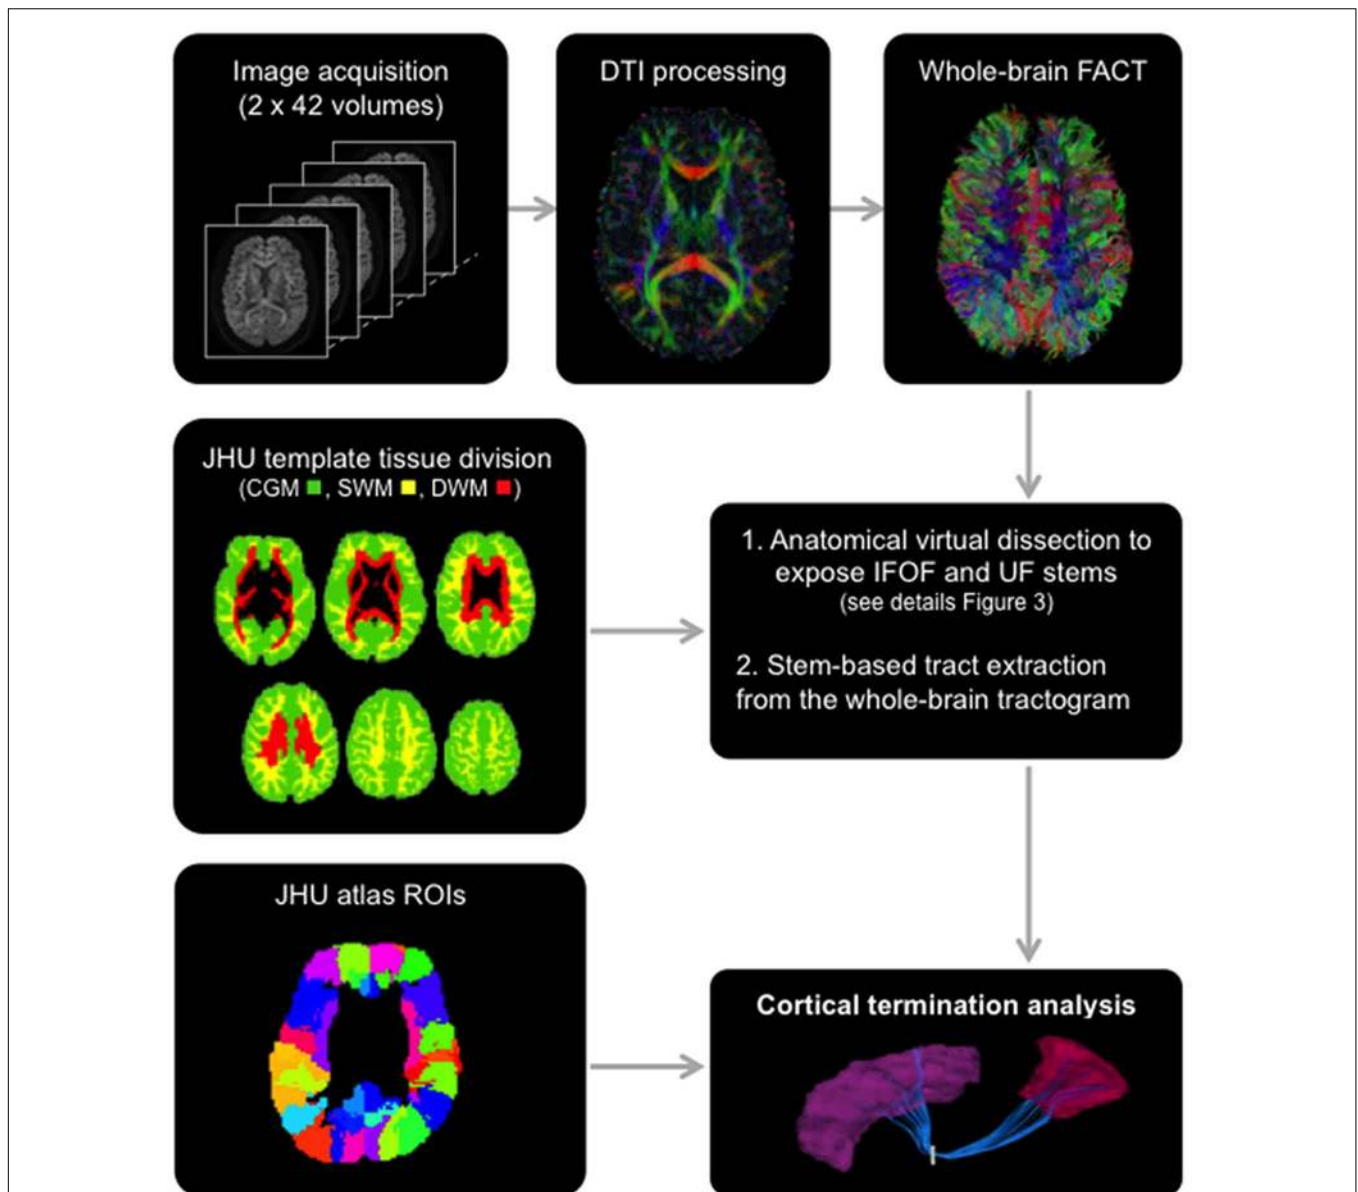 Image acquisition
(2 x 42 volumes)
DTI processing
Whole-brain FACT
JHU template tissue division
(CGM , SWM , DWM )
1. Anatomical virtual dissection to
expose IFOF and UF stems
(see details Figure 3)
2. Stem-based tract extraction
from the whole-brain tractogram
JHU atlas ROIs
Cortical termination analysis